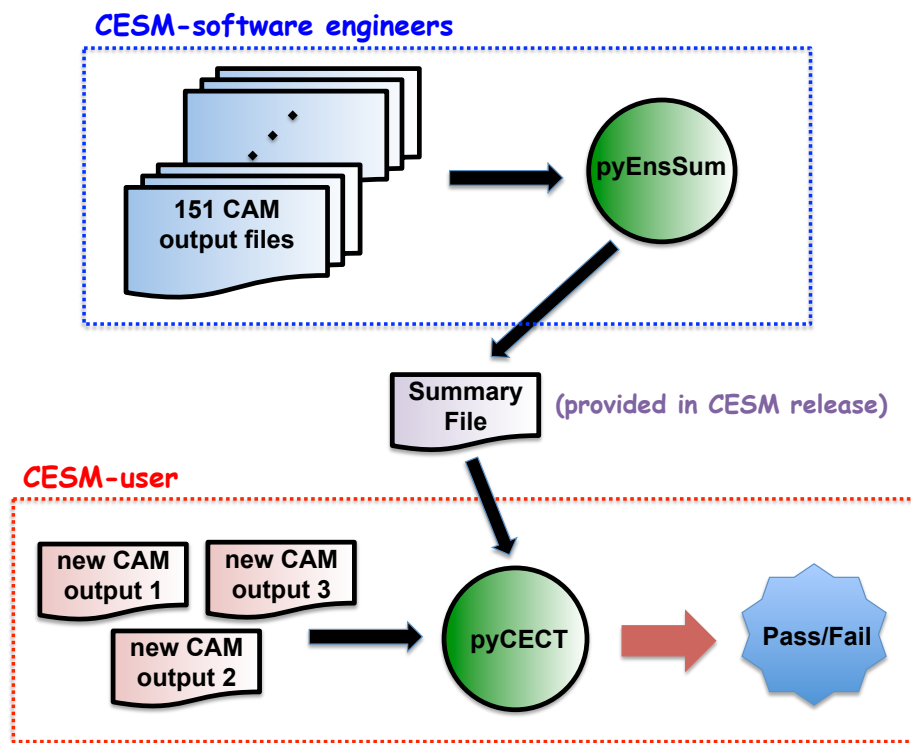 CESM-software engineers
151 CAM
output files
pyEnsSum
Summary
File
(provided in CESM release)
CESM-user
new CAM
output 1
new CAM
output 3
new CAM
output 2
pyCECT
Pass/Fail